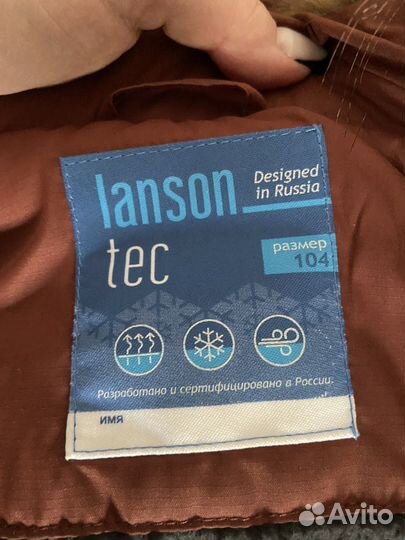 lanson
tec
Designed
in Russia
размер
104
Разработано и сертифицировано в России.
ИМЯ
Avito